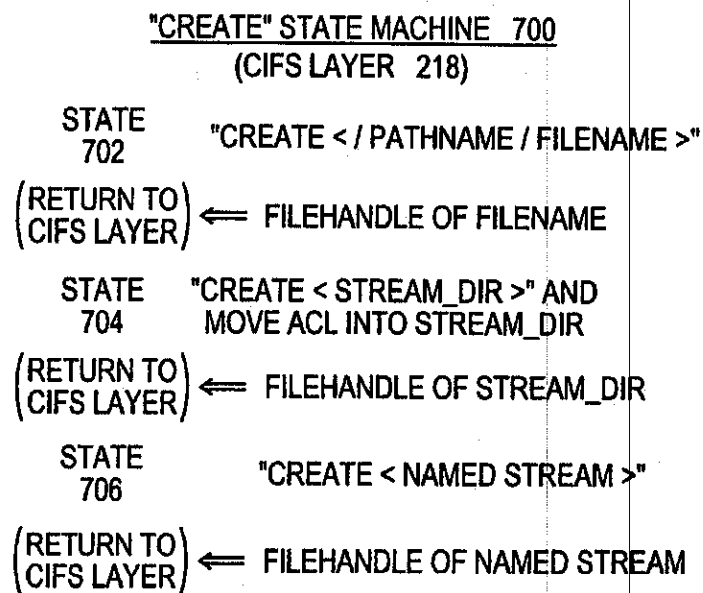 "CREATE" STATE MACHINE 700
(CIFS LAYER 218)
STATE 702 "CREATE < / PATHNAME / FILENAME >"
(RETURN TO CIFS LAYER) ⇐ FILEHANDLE OF FILENAME
STATE 704 "CREATE < STREAM_DIR >" AND MOVE ACL INTO STREAM_DIR
(RETURN TO CIFS LAYER) ⇐ FILEHANDLE OF STREAM_DIR
STATE 706 "CREATE < NAMED STREAM >"
(RETURN TO CIFS LAYER) ⇐ FILEHANDLE OF NAMED STREAM